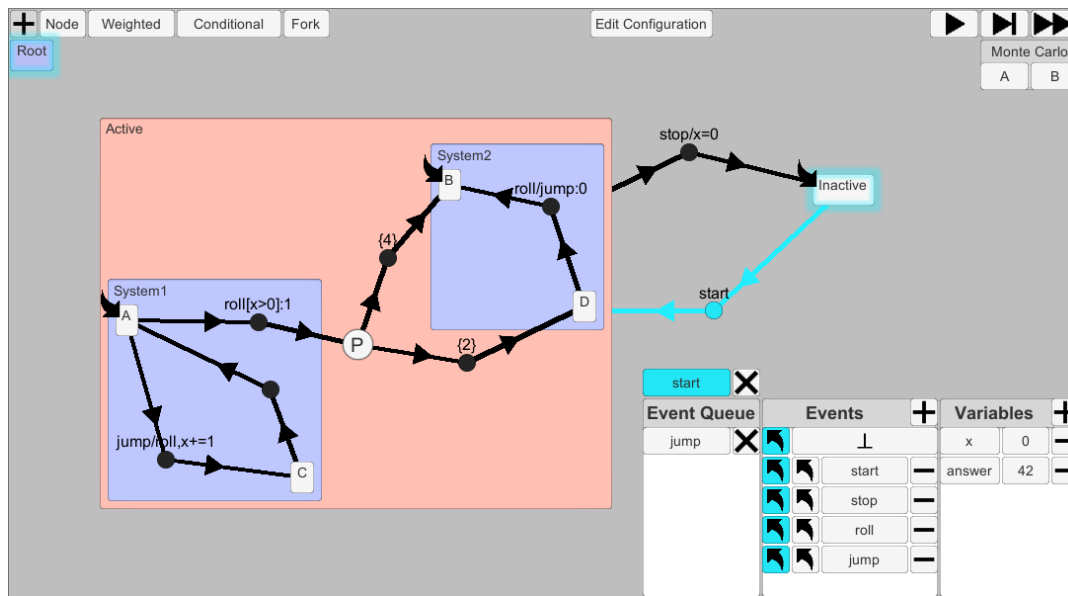 Node Weighted Conditional Fork Edit Configuration
Root
Monte Carlo
A B
Active
stop/x=0
System2
B
roll/jump:0
Inactive
{4}
System1
A
roll[x>0]:1
D
start
P
{2}
jump/roll,x+=1
C
start
Event Queue Events Variables
jump ⊥ x 0
start answer 42
stop
roll
jump